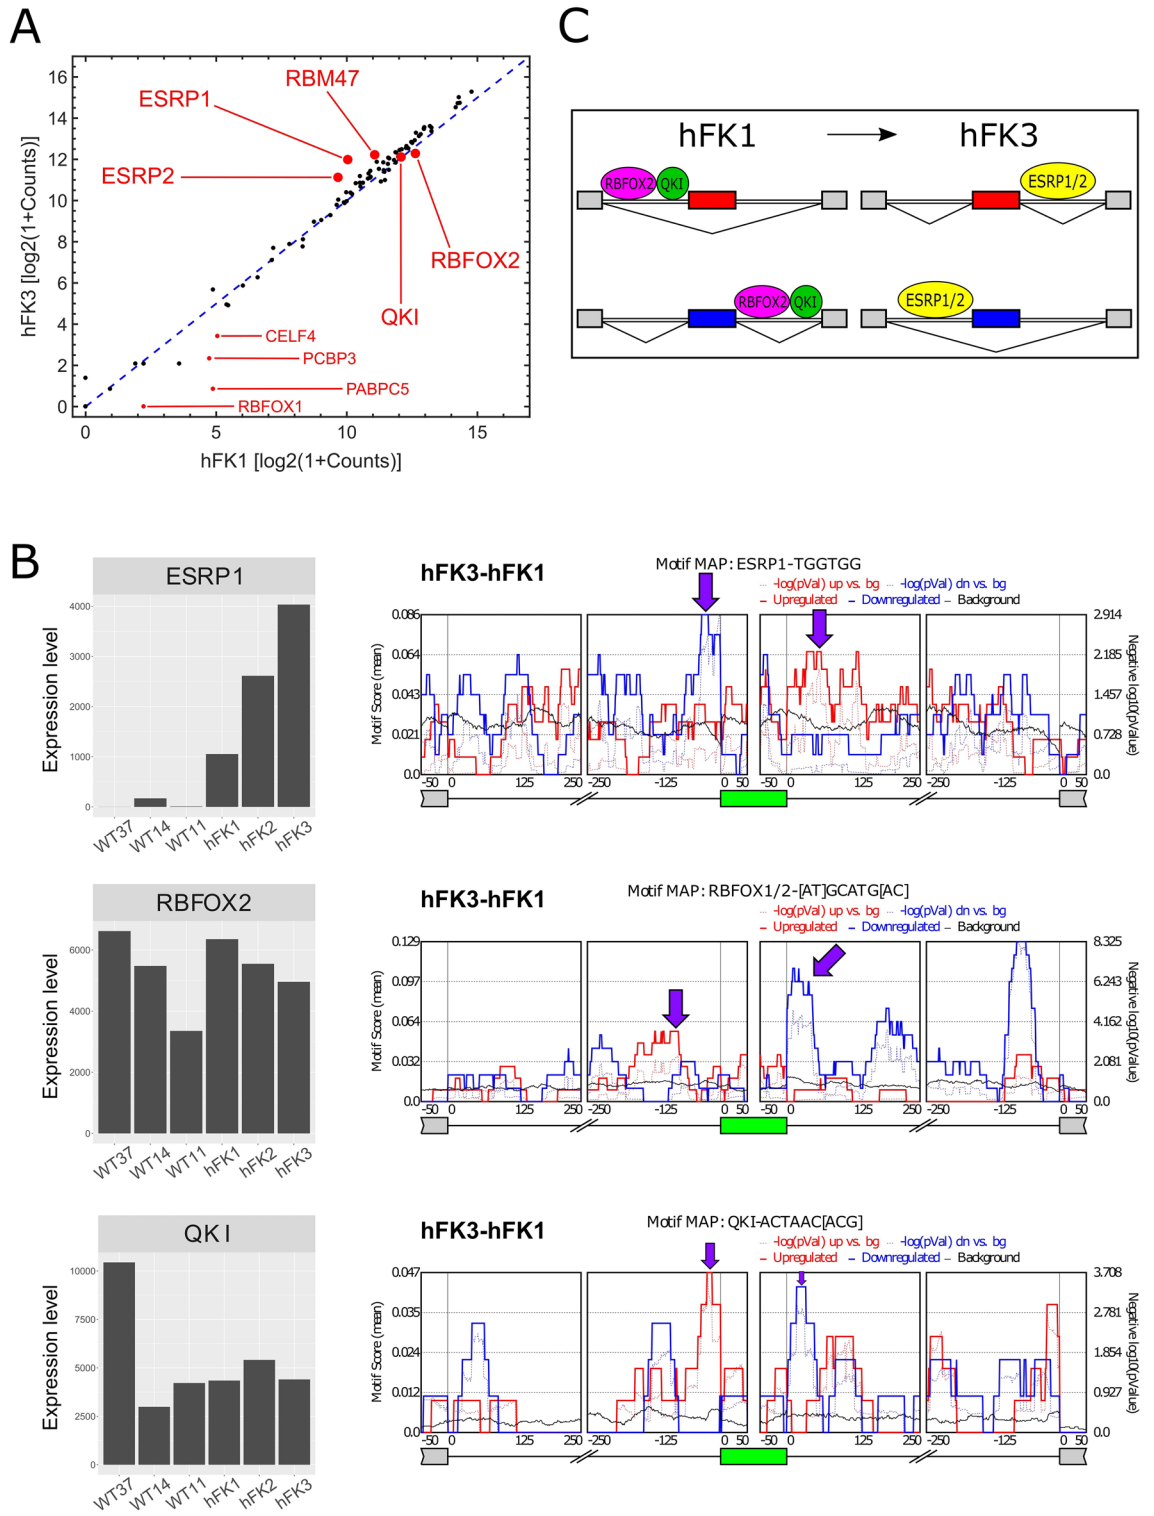 A
16
14
12
10
8
6
4
2
0
hFK3 [log2(1+Counts)]
ESRP1
RBM47
ESRP2
RBFOX2
QKI
CELF4
PCBP3
PABPC5
RBFOX1
0 5 10 15
hFK1 [log2(1+Counts)]
C
hFK1 hFK3
RBFOX2 QKI ESRP1/2
RBFOX2 QKI ESRP1/2
B
ESRP1
Expression level
4000
3000
2000
1000
0
WT37 WT14 WT11 hFK1 hFK2 hFK3
hFK3-hFK1
Motif MAP: ESRP1-TGGTGG
-log(pVal) up vs. bg -log(pVal) dn vs. bg
Upregulated Downregulated Background
Motif Score (mean)
0.086
0.064
0.043
0.021
0.0
2.914
2.185
1.457
0.728
0.0
Negative log10(pValue)
-50 0 125 250 -250 -125 0 50 -50 0 125 250 -250 -125 0 50
RBFOX2
Expression level
6000
4000
2000
0
WT37 WT14 WT11 hFK1 hFK2 hFK3
hFK3-hFK1
Motif MAP: RBFOX1/2-[AT]GCATG[AC]
-log(pVal) up vs. bg -log(pVal) dn vs. bg
Upregulated Downregulated Background
Motif Score (mean)
0.129
0.097
0.064
0.032
0.0
8.325
6.243
4.162
2.081
0.0
Negative log10(pValue)
-50 0 125 250 -250 -125 0 50 -50 0 125 250 -250 -125 0 50
QKI
Expression level
10000
7500
5000
2500
0
WT37 WT14 WT11 hFK1 hFK2 hFK3
hFK3-hFK1
Motif MAP: QKI-ACTAAC[ACG]
-log(pVal) up vs. bg -log(pVal) dn vs. bg
Upregulated Downregulated Background
Motif Score (mean)
0.047
0.035
0.024
0.012
0.0
3.708
2.781
1.854
0.927
0.0
Negative log10(pValue)
-50 0 125 250 -250 -125 0 50 -50 0 125 250 -250 -125 0 50